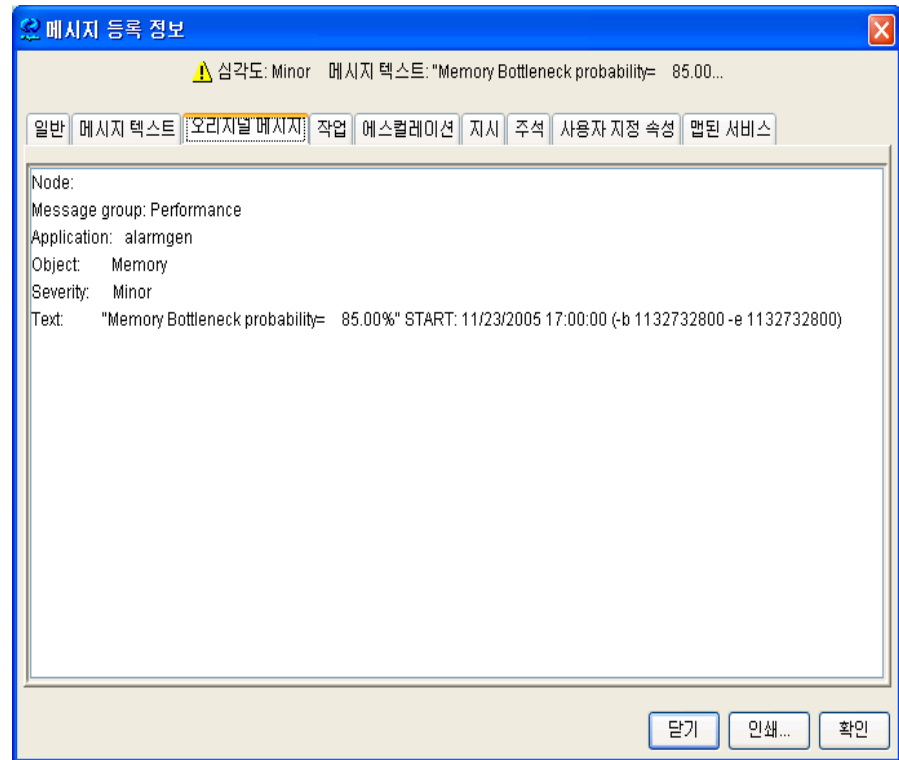 메시지 등록 정보
심각도: Minor 메시지 텍스트: "Memory Bottleneck probability= 85.00...
일반 메시지 텍스트 오리지널 메시지 작업 에스컬레이션 지시 주석 사용자 지정 속성 맵된 서비스
Node:
Message group: Performance
Application: alarmgen
Object: Memory
Severity: Minor
Text: "Memory Bottleneck probability= 85.00%" START: 11/23/2005 17:00:00 (-b 1132732800 -e 1132732800)
닫기 인쇄... 확인